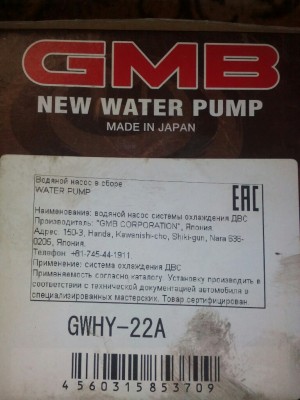 GMB
NEW WATER PUMP
MADE IN JAPAN
Водяной насос в сборе
WATER PUMP
EAC
Наименование: водяной насос системы охлаждения ДВС
Производитель: "GMB CORPORATION", Япония
Адрес: 150-3, Handa, Kawanishi-cho, Shiki-gun, Nara 636-
0205, Япония.
Телефон: +81-745-44-1911
Применение: система охлаждения ДВС
Применяемость согласно каталогу. Установку производить в
соответствии с технической документацией автомобиля в
специализированных мастерских. Товар сертифицирован.
GWHY-22A
4560315853709